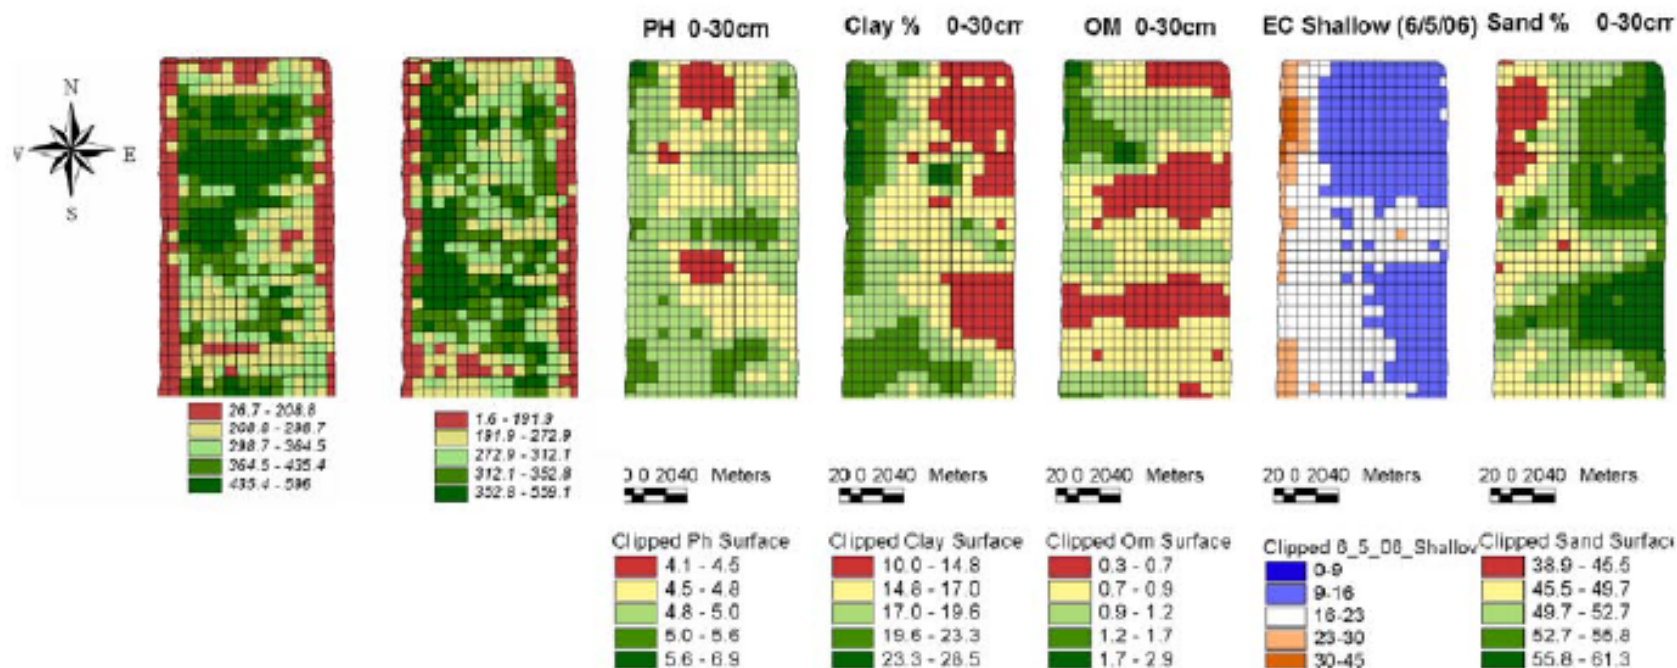 PH 0-30cm
Clay % 0-30cm
OM 0-30cm
EC Shallow (6/5/06)
Sand % 0-30cm
N
E
S
26.7 - 208.8
298.7 - 364.5
364.5 - 435.4
435.4 - 596
1.6 - 191.9
191.9 - 272.9
272.9 - 312.1
312.1 - 352.8
352.8 - 559.1
0 0 2040 Meters
20 0 2040 Meters
20 0 2040 Meters
20 0 2040 Meters
20 0 2040 Meters
Clipped Ph Surface
4.1 - 4.5
4.5 - 4.8
4.8 - 5.0
5.0 - 5.6
5.6 - 6.9
Clipped Clay Surface
10.0 - 14.8
14.8 - 17.0
17.0 - 19.6
19.6 - 23.3
23.3 - 28.5
Clipped Om Surface
0.3 - 0.7
0.7 - 0.9
0.9 - 1.2
1.2 - 1.7
1.7 - 2.9
Clipped 6_5_06_Shallov
0-9
9-16
16-23
23-30
30-45
Clipped Sand Surfac
38.9 - 45.5
45.5 - 49.7
49.7 - 52.7
52.7 - 55.8
55.8 - 61.3